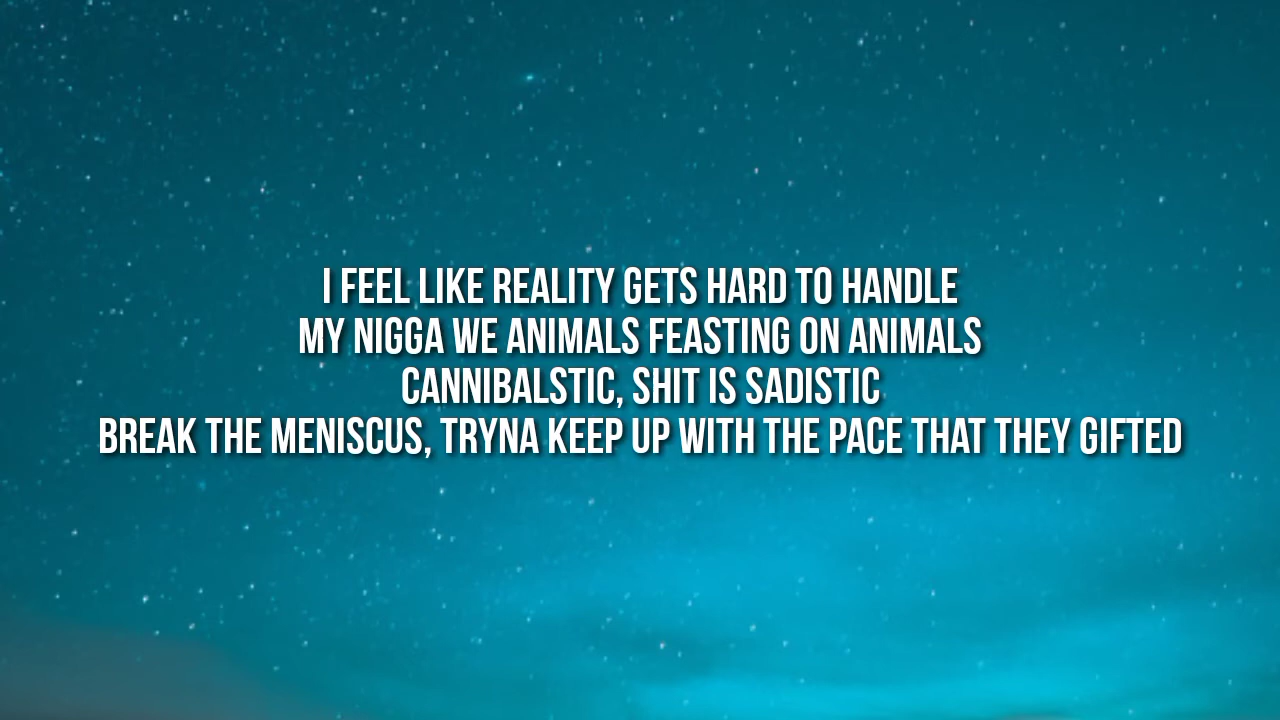 I FEEL LIKE REALITY GETS HARD TO HANDLE
MY NIGGA WE ANIMALS FEASTING ON ANIMALS
CANNIBALSTIC, SHIT IS SADISTIC
BREAK THE MENISCUS, TRYNA KEEP UP WITH THE PACE THAT THEY GIFTED